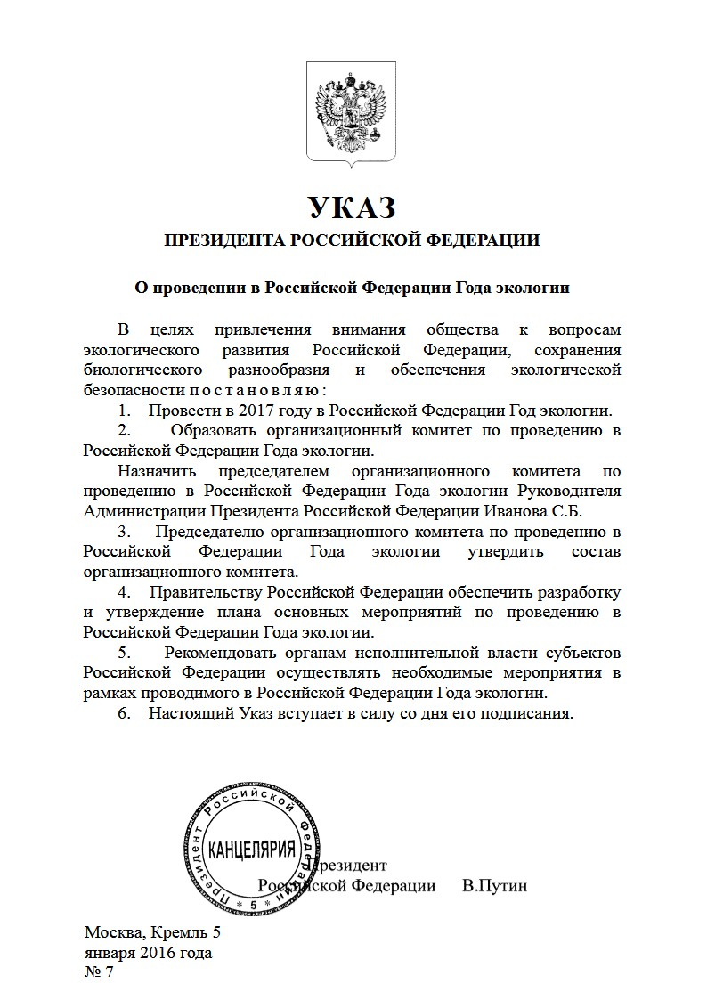 УКАЗ
ПРЕЗИДЕНТА РОССИЙСКОЙ ФЕДЕРАЦИИ
О проведении в Российской Федерации Года экологии
В целях привлечения внимания общества к вопросам
экологического развития Российской Федерации, сохранения
биологического разнообразия и обеспечения экологической
безопасности п о с т а н о в л я ю :
1. Провести в 2017 году в Российской Федерации Год экологии.
2. Образовать организационный комитет по проведению в
Российской Федерации Года экологии.
Назначить председателем организационного комитета по
проведению в Российской Федерации Года экологии Руководителя
Администрации Президента Российской Федерации Иванова С.Б.
3. Председателю организационного комитета по проведению в
Российской Федерации Года экологии утвердить состав
организационного комитета.
4. Правительству Российской Федерации обеспечить разработку
и утверждение плана основных мероприятий по проведению в
Российской Федерации Года экологии.
5. Рекомендовать органам исполнительной власти субъектов
Российской Федерации осуществлять необходимые мероприятия в
рамках проводимого в Российской Федерации Года экологии.
6. Настоящий Указ вступает в силу со дня его подписания.
Президент Российской Федерации
КАНЦЕЛЯРИЯ
* 5 *
Президент
Российской Федерации В.Путин
Москва, Кремль 5
января 2016 года
№ 7